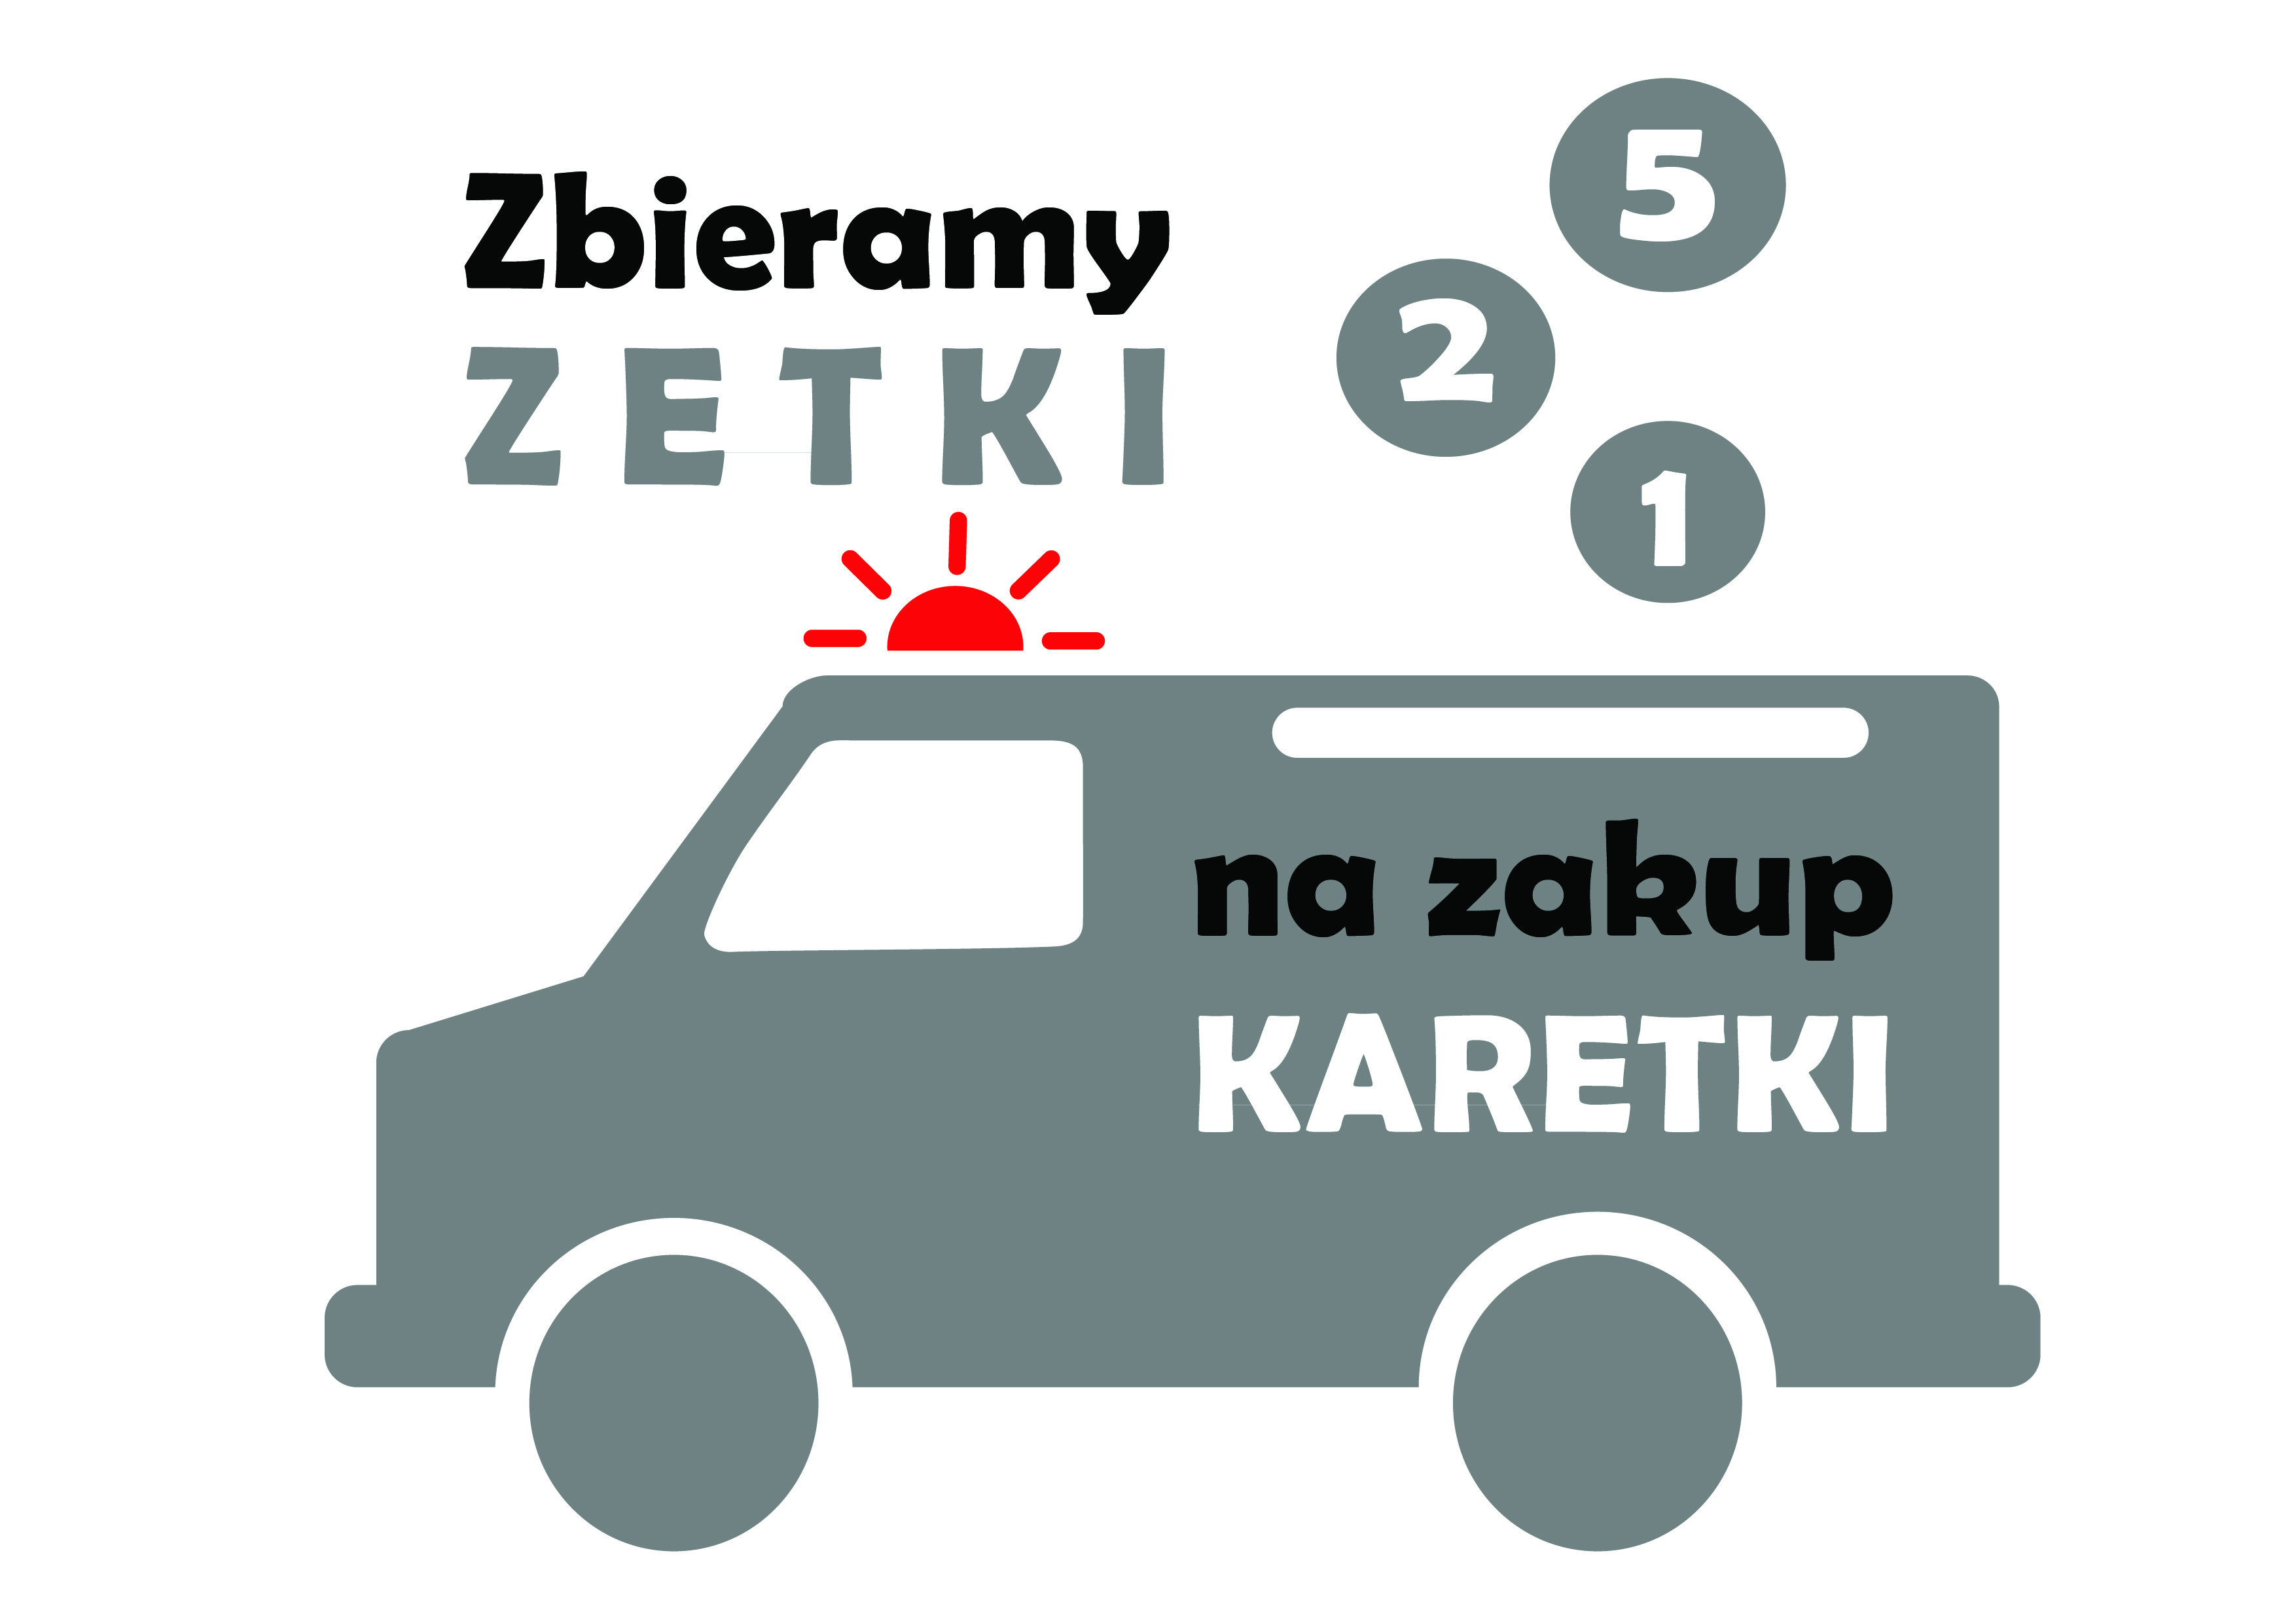 Zbieramy
ZETKI
5
2
1
na zakup
KARETKI